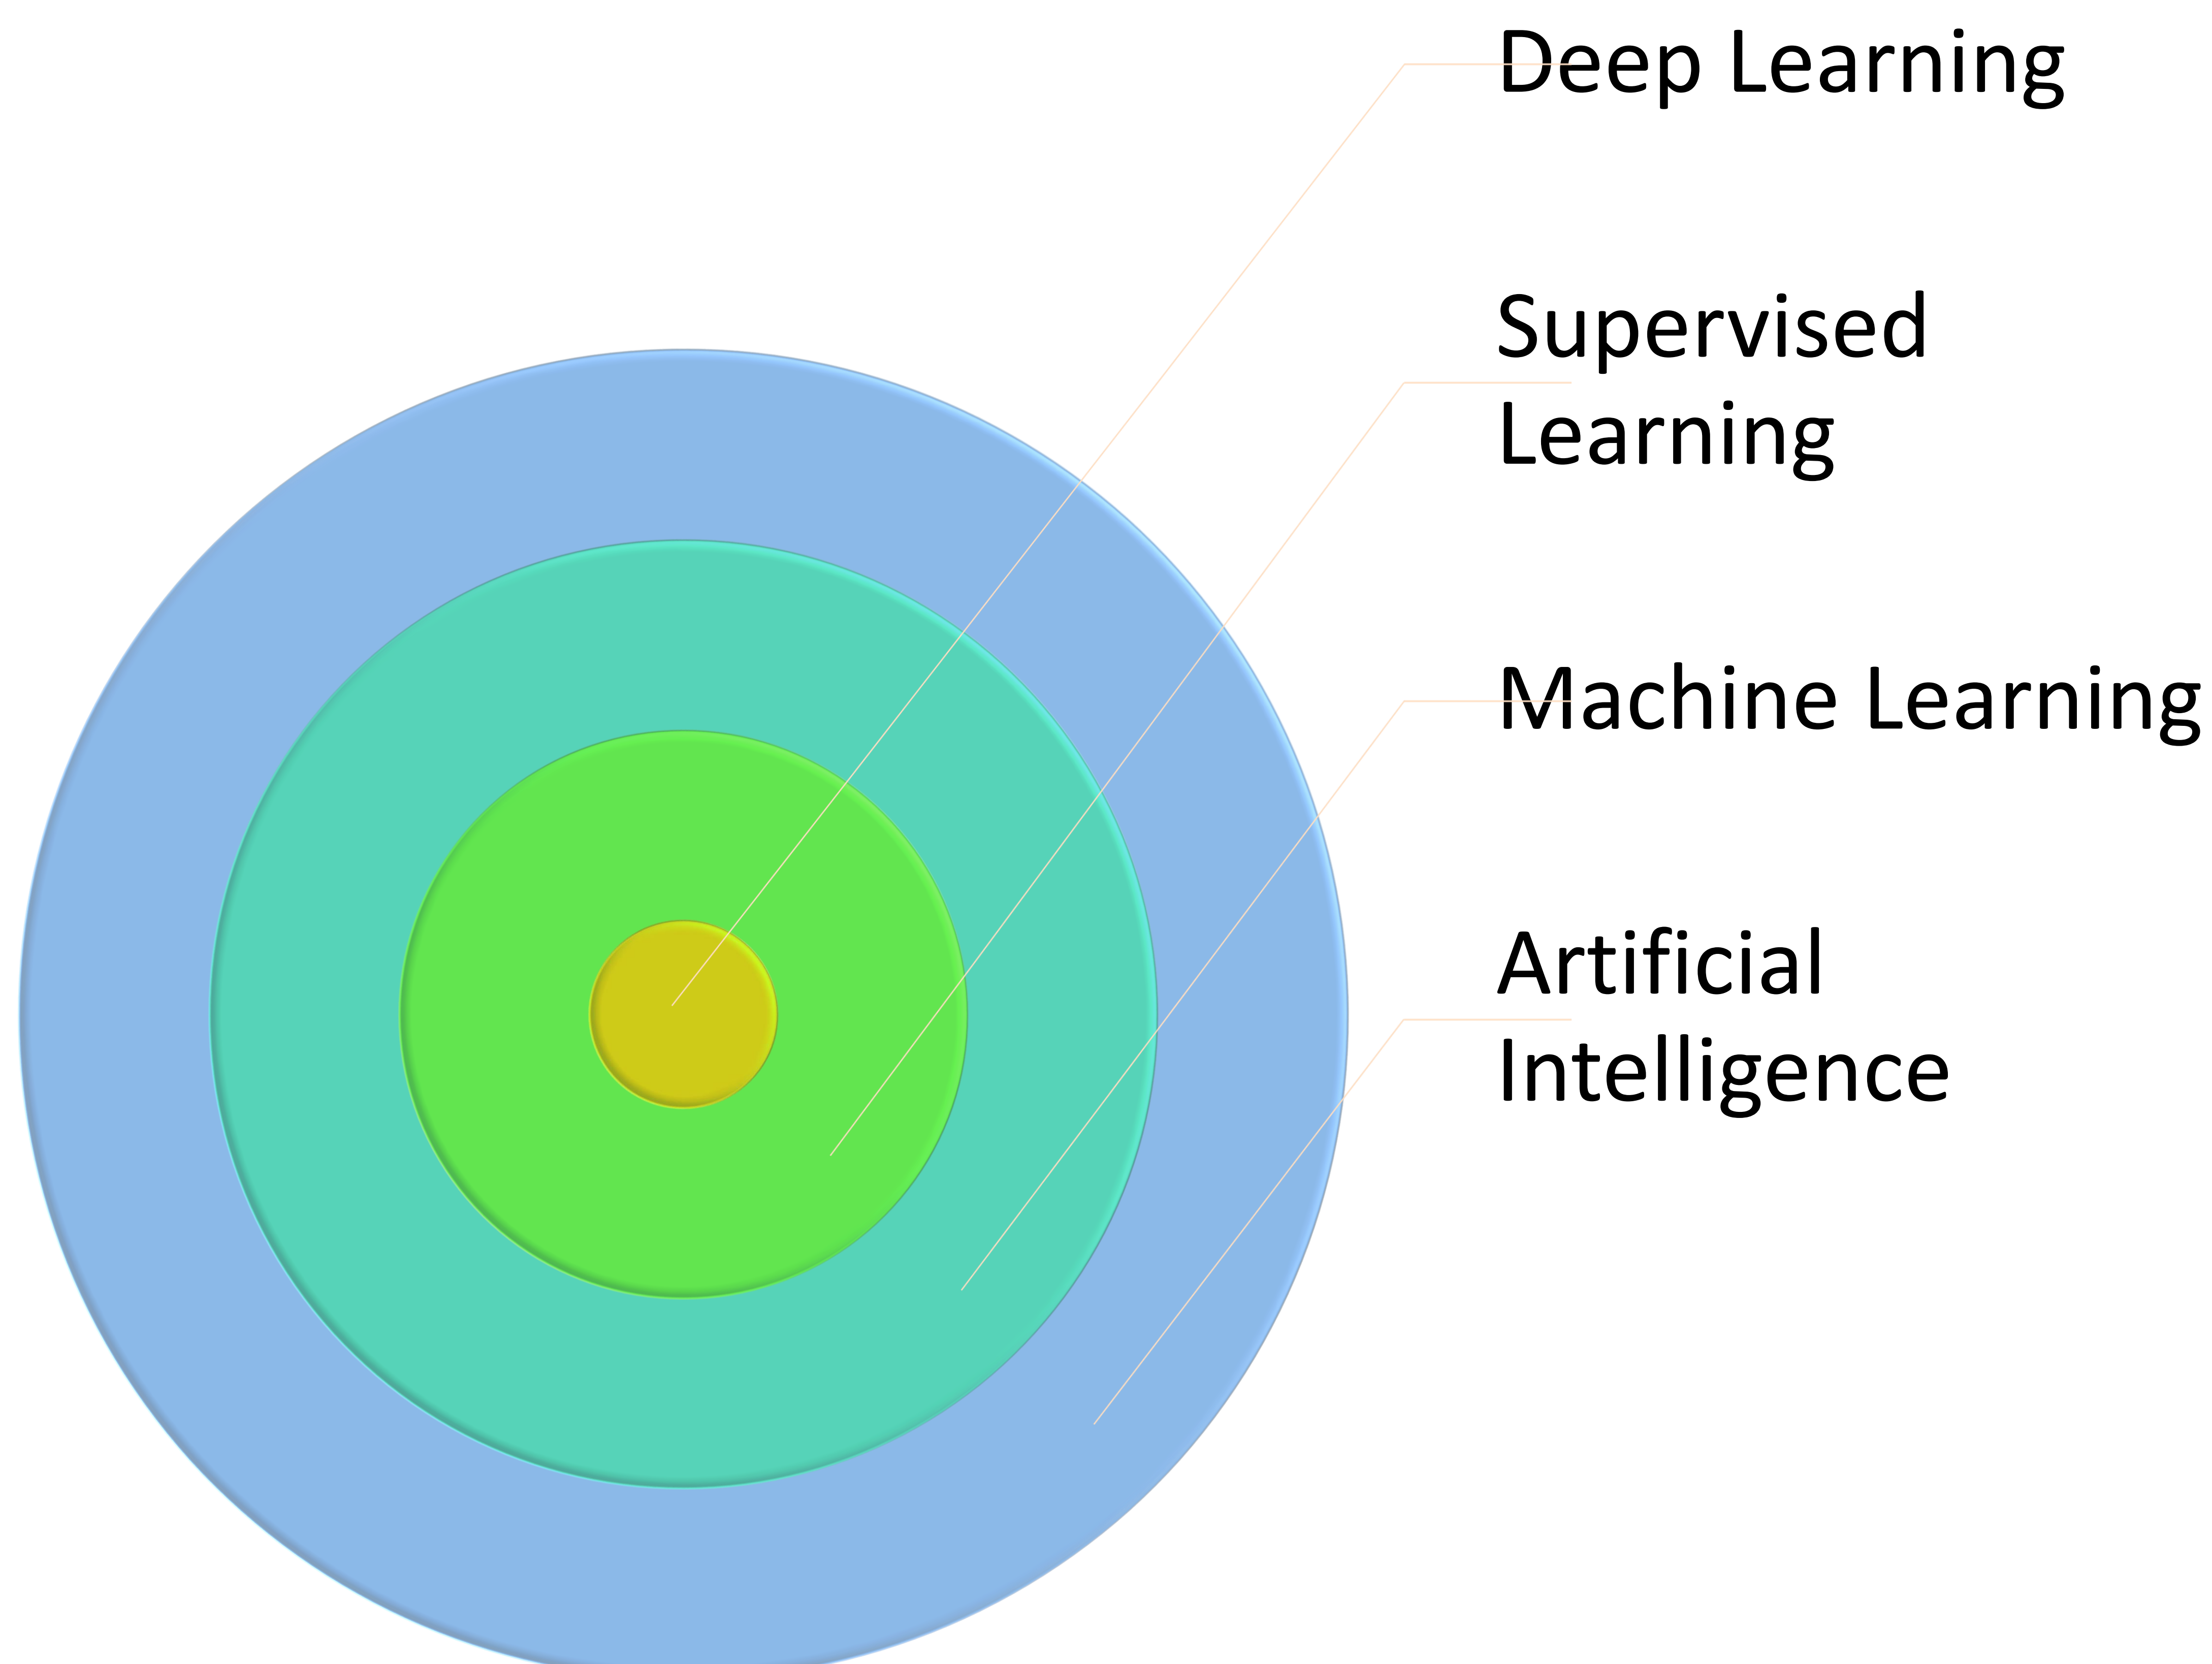 Deep Learning
Supervised
Learning
Machine Learning
Artificial
Intelligence